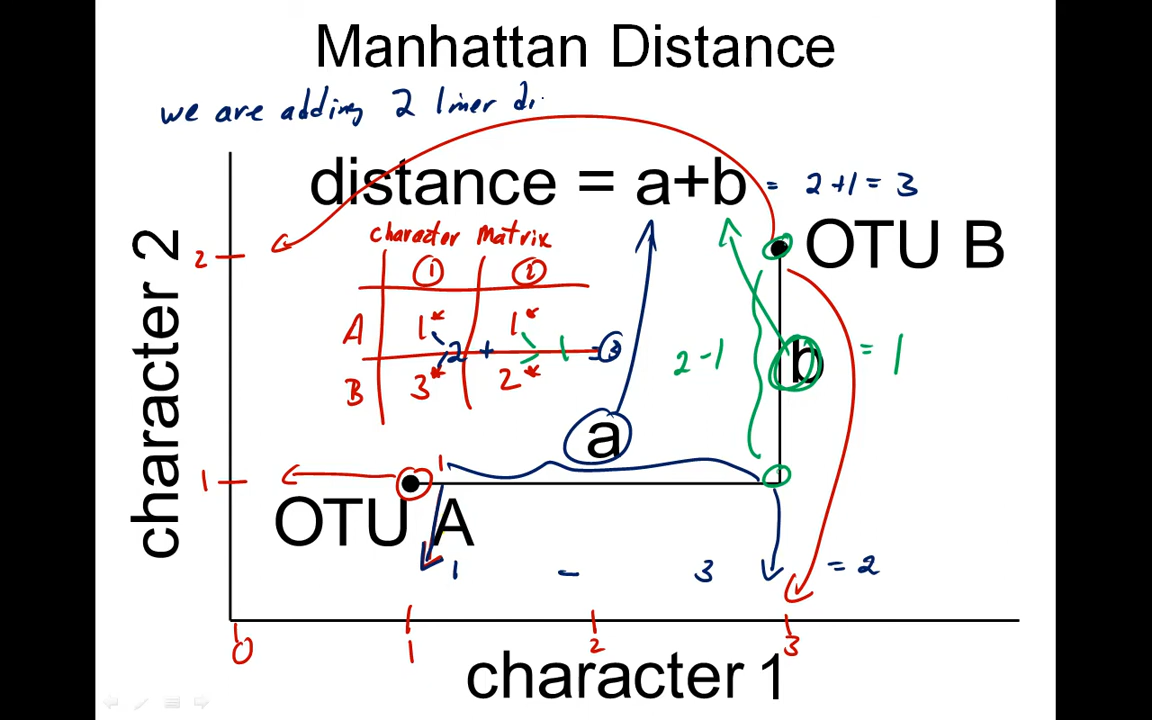 Manhattan Distance
we are adding 2 liner di
distance = a+b = 2+1 = 3
character matrix
OTU B
2
1 2
A 1* 1*
2 + 1 = 3
B 3* 2*
2-1
b = 1
a
1
1
OTU A
1 - 3 = 2
0 1 2 3
character 1
character 2